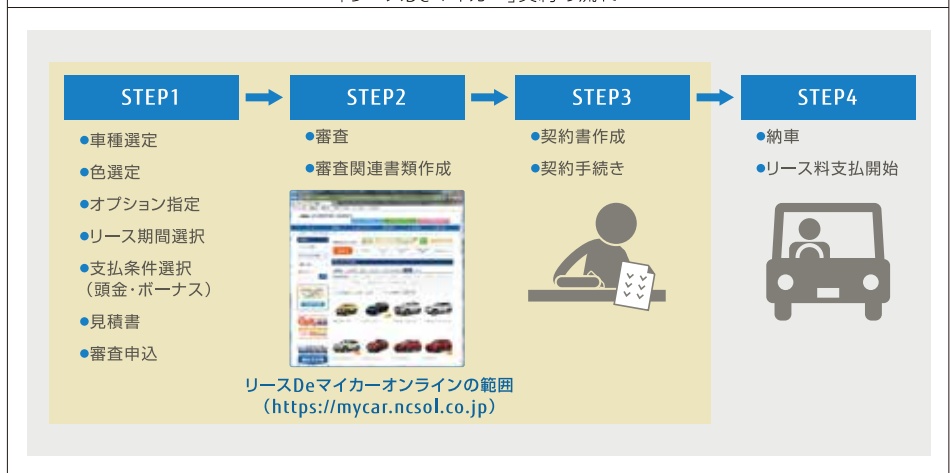 STEP1
●車種選定
●色選定
●オプション指定
●リース期間選択
●支払条件選択
（頭金・ボーナス）
●見積書
●審査申込
STEP2
●審査
●審査関連書類作成
リースDeマイカーオンラインの範囲
（https://mycar.ncsol.co.jp）
STEP3
●契約書作成
●契約手続き
STEP4
●納車
●リース料支払開始